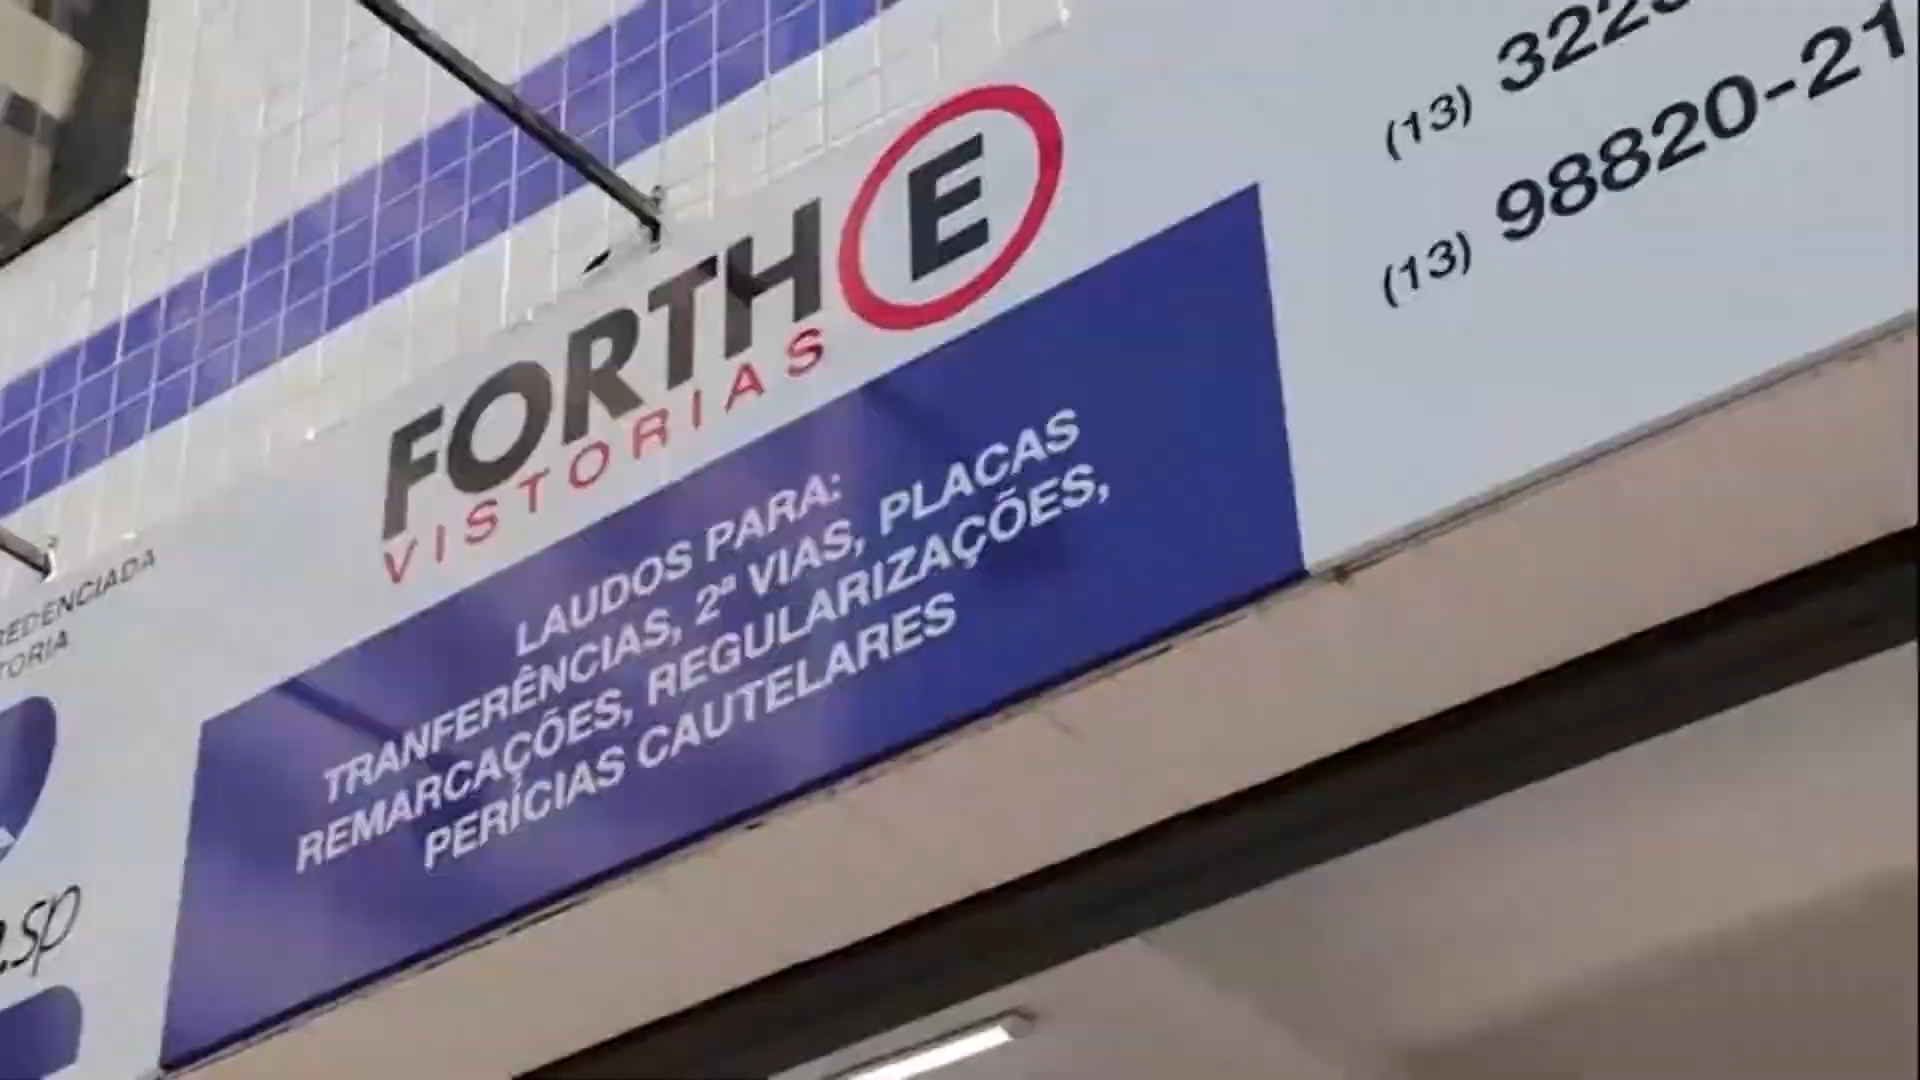 FORTH E
VISTORIAS
LAUDOS PARA:
TRANFERÊNCIAS, 2ª VIAS, PLACAS
REMARCAÇÕES, REGULARIZAÇÕES,
PERÍCIAS CAUTELARES
(13) 322
(13) 98820-21
REDENCIADA
TORIA
.sp